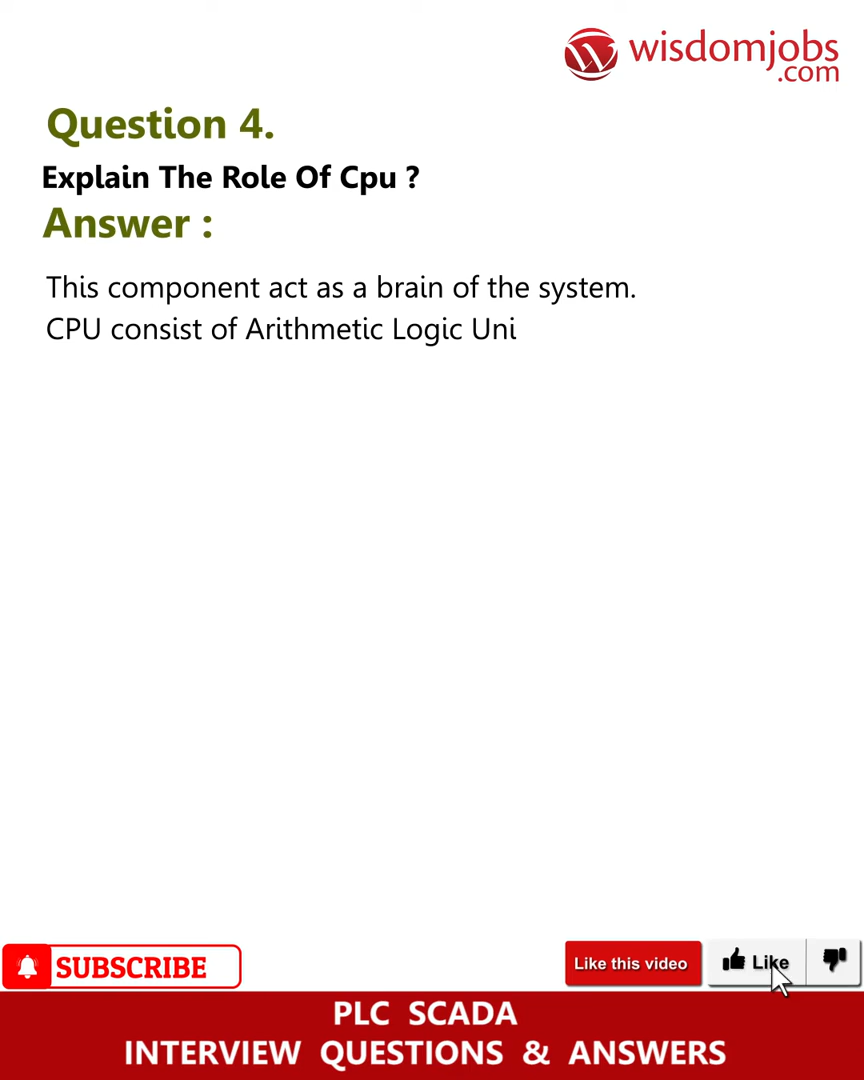 wisdomjobs
.com
Question 4.
Explain The Role Of Cpu ?
Answer :
This component act as a brain of the system.
CPU consist of Arithmetic Logic Uni
SUBSCRIBE
Like this video
Like
PLC SCADA
INTERVIEW QUESTIONS & ANSWERS